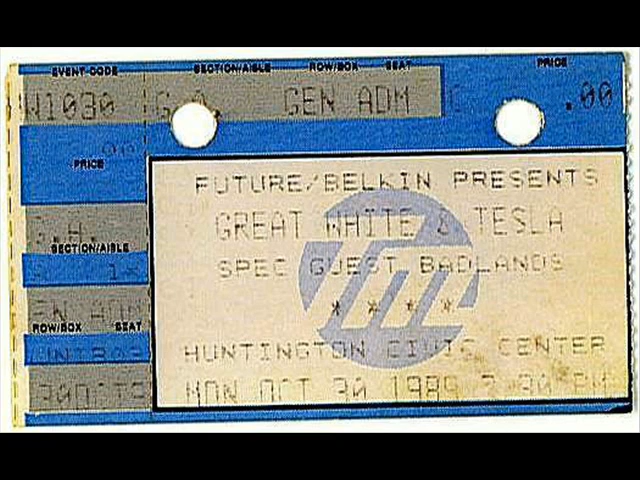 EVENT CODE SECTION/AISLE ROW/BOX SEAT PRICE
W1030 G.A. GEN ADM .00
PRICE
FUTURE/BELKIN PRESENTS
GREAT WHITE & TESLA
SECTION/AISLE
SPEC GUEST BADLANDS
* * * *
ROW/BOX SEAT
HUNTINGTON CIVIC CENTER
30OCT
MON OCT 30 1989 7:30 PM